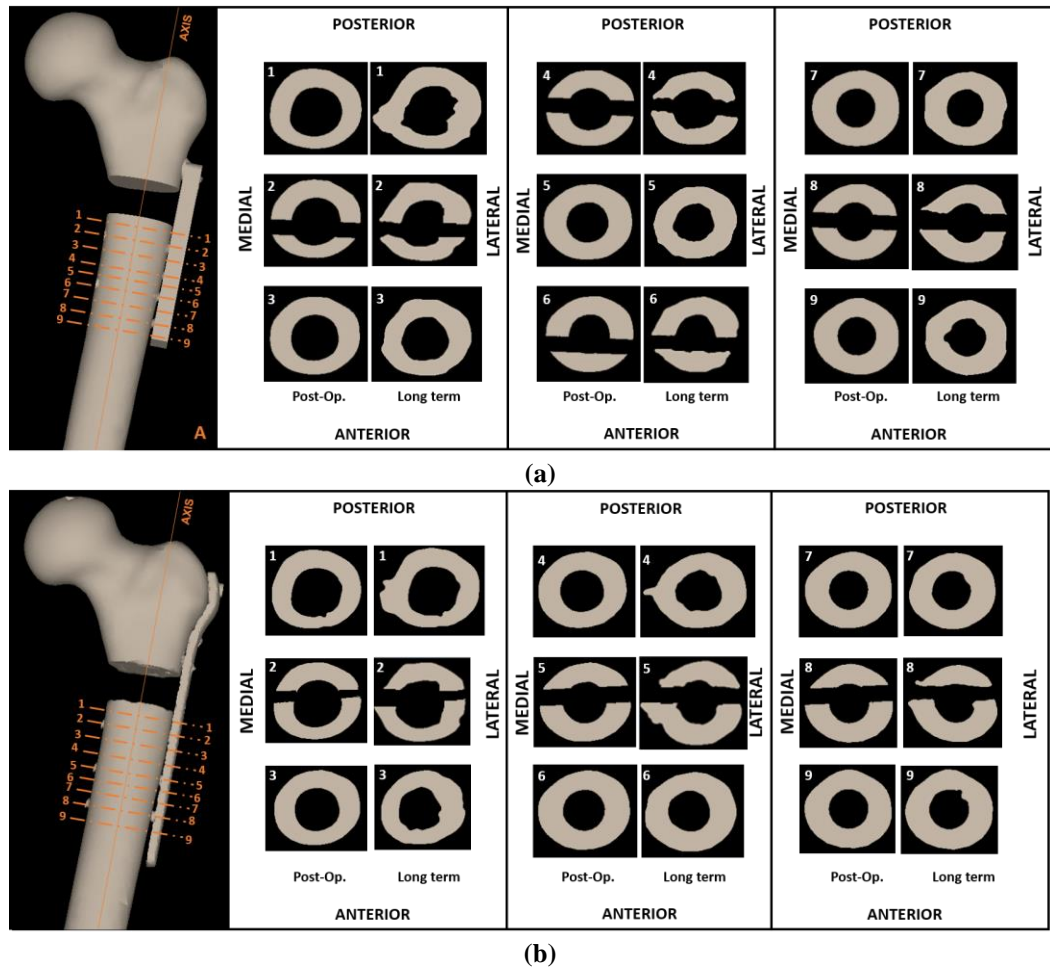 AXIS
1
2
3
4
5
6
7
8
9
1
2
3
4
5
6
7
8
9
A
POSTERIOR
MEDIAL
1 1
2 2
3 3
Post-Op. Long term
ANTERIOR
LATERAL
POSTERIOR
MEDIAL
4 4
5 5
6 6
Post-Op. Long term
ANTERIOR
LATERAL
POSTERIOR
MEDIAL
7 7
8 8
9 9
Post-Op. Long term
ANTERIOR
LATERAL
(a)
AXIS
1
2
3
4
5
6
7
8
9
1
2
3
4
5
6
7
8
9
POSTERIOR
MEDIAL
1 1
2 2
3 3
Post-Op. Long term
ANTERIOR
LATERAL
POSTERIOR
MEDIAL
4 4
5 5
6 6
Post-Op. Long term
ANTERIOR
LATERAL
POSTERIOR
MEDIAL
7 7
8 8
9 9
Post-Op. Long term
ANTERIOR
LATERAL
(b)